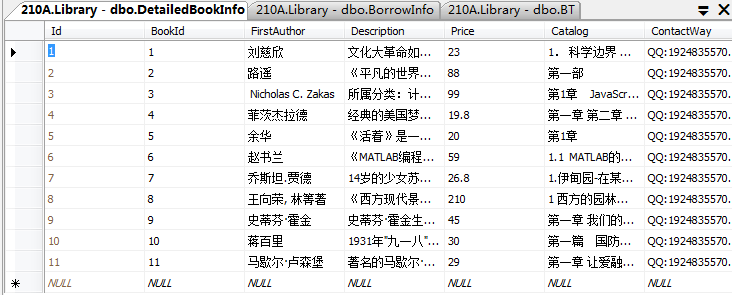 210A.Library - dbo.DetailedBookInfo 210A.Library - dbo.BorrowInfo 210A.Library - dbo.BT
Id BookId FirstAuthor Description Price Catalog ContactWay
1 1 刘慈欣 文化大革命如... 23 1. 科学边界 ... QQ:1924835570.
2 2 路遥 《平凡的世界... 88 第一部 QQ:1924835570.
3 3 Nicholas C. Zakas 所属分类：计... 99 第1章 JavaScr... QQ:1924835570.
4 4 菲茨杰拉德 经典的美国梦... 19.8 第一章 第二章 ... QQ:1924835570.
5 5 余华 《活着》是一... 20 第1章 QQ:1924835570.
6 6 赵书兰 《MATLAB编程... 59 1.1 MATLAB的... QQ:1924835570.
7 7 乔斯坦.贾德 14岁的少女苏... 26.8 1.伊甸园-在某... QQ:1924835570.
8 8 王向荣, 林箐著 《西方现代景... 210 1 西方的园林... QQ:1924835570.
9 9 史蒂芬·霍金 史蒂芬·霍金生... 45 第一章 我们的... QQ:1924835570.
10 10 蒋百里 1931年"九一八"... 30 第一篇 国防... QQ:1924835570.
11 11 马歇尔·卢森堡 著名的马歇尔... 29 第一章 让爱融... QQ:1924835570.
NULL NULL NULL NULL NULL NULL NULL